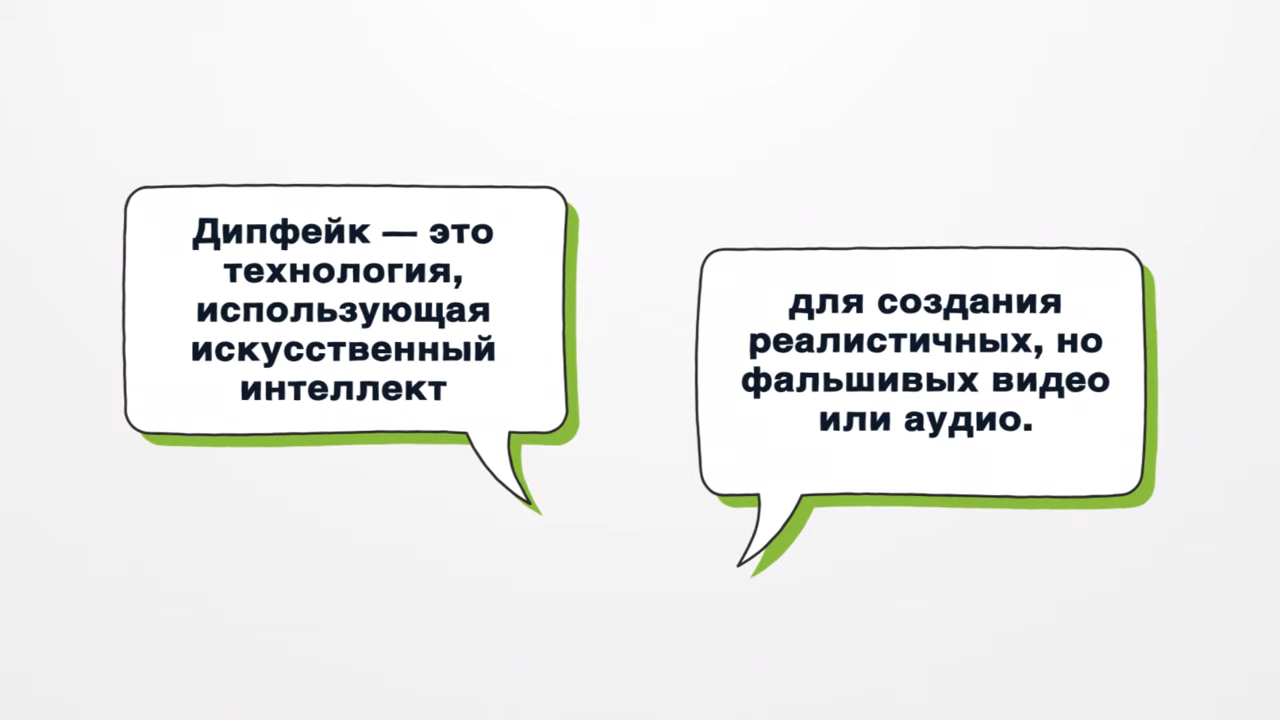 Дипфейк — это
технология,
использующая
искусственный
интеллект
для создания
реалистичных, но
фальшивых видео
или аудио.